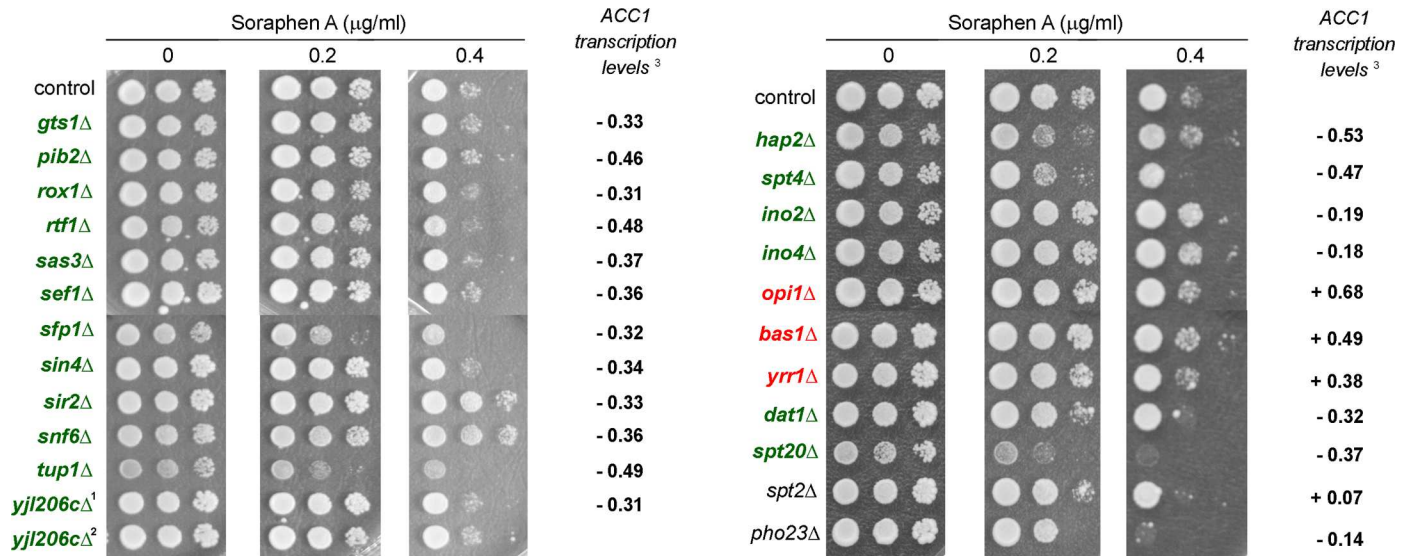 Soraphen A (μg/ml)
ACC1
transcription
levels ³
0 0.2 0.4
control
gts1Δ - 0.33
pib2Δ - 0.46
rox1Δ - 0.31
rtf1Δ - 0.48
sas3Δ - 0.37
sef1Δ - 0.36
sfp1Δ - 0.32
sin4Δ - 0.34
sir2Δ - 0.33
snf6Δ - 0.36
tup1Δ - 0.49
yjl206cΔ¹ - 0.31
yjl206cΔ²
Soraphen A (μg/ml)
ACC1
transcription
levels ³
0 0.2 0.4
control
hap2Δ - 0.53
spt4Δ - 0.47
ino2Δ - 0.19
ino4Δ - 0.18
opi1Δ + 0.68
bas1Δ + 0.49
yrr1Δ + 0.38
dat1Δ - 0.32
spt20Δ - 0.37
spt2Δ + 0.07
pho23Δ - 0.14